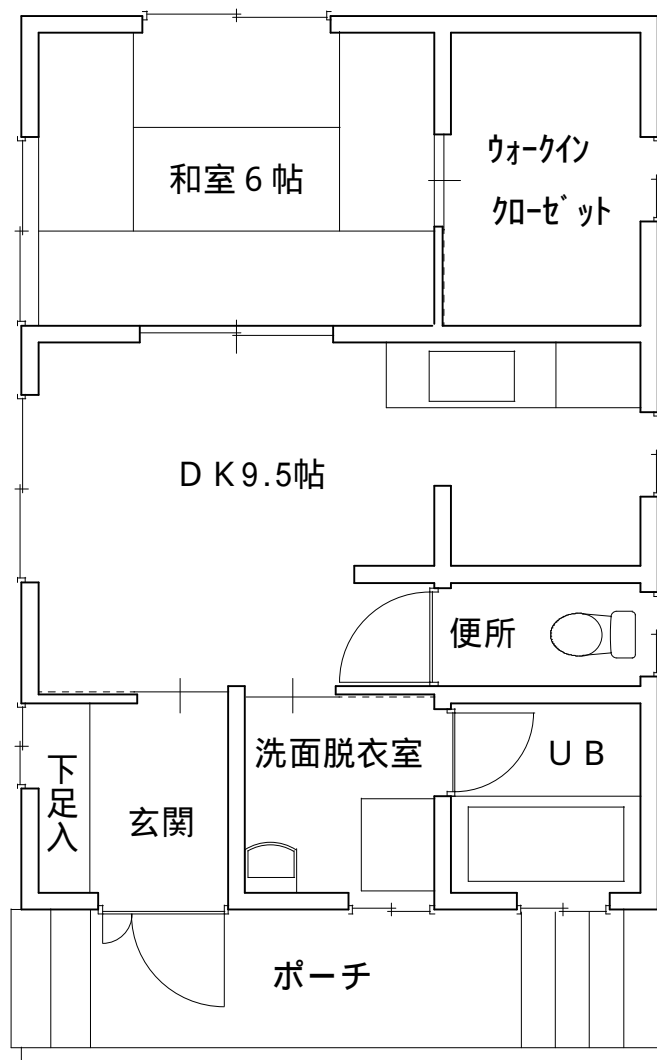 和室６帖
ｳｫｰｸｲﾝ
ｸﾛｰｾﾞｯﾄ
ＤＫ9.5帖
便所
洗面脱衣室
ＵＢ
下足入
玄関
ポーチ